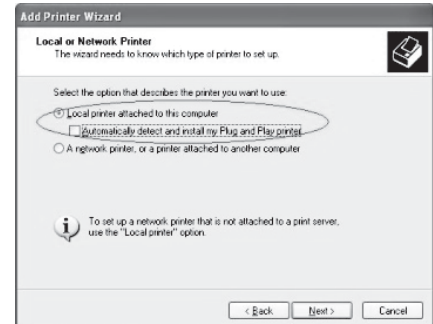 Add Printer Wizard
Local or Network Printer
The wizard needs to know which type of printer to set up.
Select the option that describes the printer you want to use:
Local printer attached to this computer
Automatically detect and install my Plug and Play printer
A network printer, or a printer attached to another computer
To set up a network printer that is not attached to a print server,
use the "Local printer" option.
< Back
Next >
Cancel